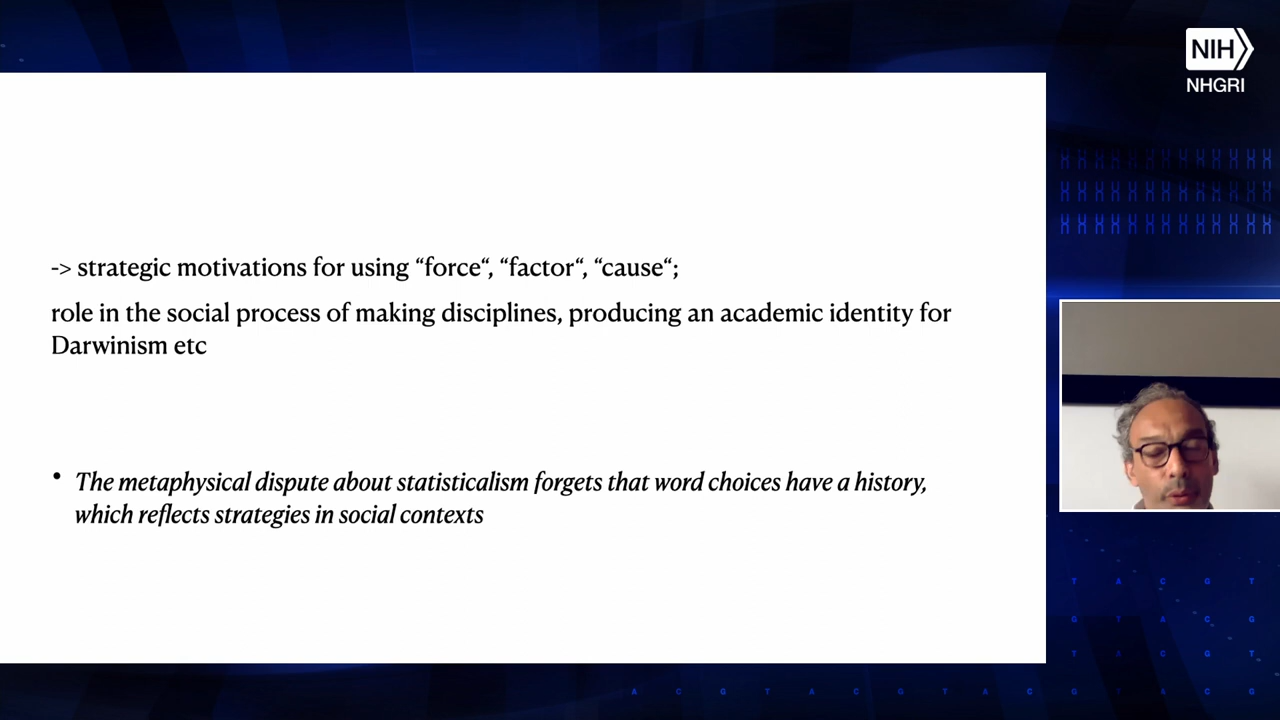 NIH
NHGRI
-> strategic motivations for using “force“, “factor“, “cause“;
role in the social process of making disciplines, producing an academic identity for
Darwinism etc
• The metaphysical dispute about statisticalism forgets that word choices have a history,
which reflects strategies in social contexts
T A C G T
G T A C G
T A C G T
A C G T A C G T A C G T A C G